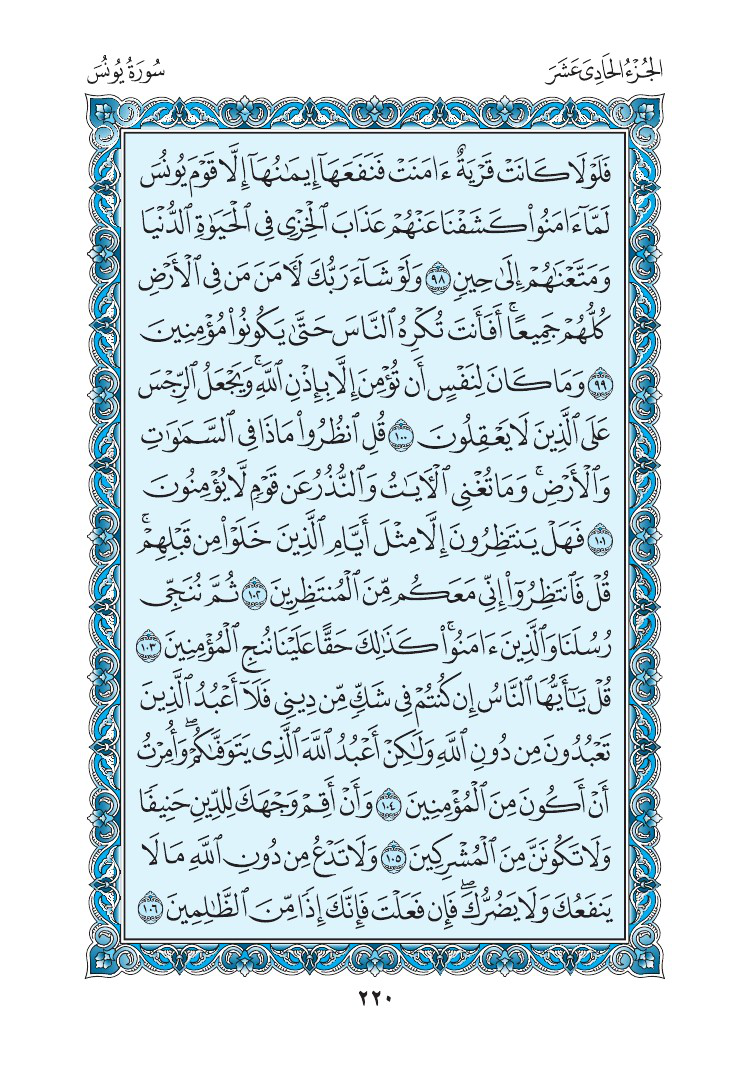 الجُزْءُ الحَادِى عَشَرَ
سُورَةُ يُونُسَ
فَلَوْلَا كَانَتْ قَرْيَةٌ ءَامَنَتْ فَنَفَعَهَآ إِيمَٰنُهَآ إِلَّا قَوْمَ يُونُسَ
لَمَّآ ءَامَنُوا۟ كَشَفْنَا عَنْهُمْ عَذَابَ ٱلْخِزْىِ فِى ٱلْحَيَوٰةِ ٱلدُّنْيَا
وَمَتَّعْنَٰهُمْ إِلَىٰ حِينٍ ٩٨ وَلَوْ شَآءَ رَبُّكَ لَءَامَنَ مَن فِى ٱلْأَرْضِ
كُلُّهُمْ جَمِيعًا ۚ أَفَأَنتَ تُكْرِهُ ٱلنَّاسَ حَتَّىٰ يَكُونُوا۟ مُؤْمِنِينَ
٩٩ وَمَا كَانَ لِنَفْسٍ أَن تُؤْمِنَ إِلَّا بِإِذْنِ ٱللَّهِ ۚ وَيَجْعَلُ ٱلرِّجْسَ
عَلَى ٱلَّذِينَ لَا يَعْقِلُونَ ١٠٠ قُلِ ٱنظُرُوا۟ مَاذَا فِى ٱلسَّمَٰوَٰتِ
وَٱلْأَرْضِ ۚ وَمَا تُغْنِى ٱلْءَايَٰتُ وَٱلنُّذُرُ عَن قَوْمٍ لَّا يُؤْمِنُونَ
١٠١ فَهَلْ يَنتَظِرُونَ إِلَّا مِثْلَ أَيَّامِ ٱلَّذِينَ خَلَوْا۟ مِن قَبْلِهِمْ ۚ
قُلْ فَٱنتَظِرُوٓا۟ إِنِّى مَعَكُم مِّنَ ٱلْمُنتَظِرِينَ ١٠٢ ثُمَّ نُنَجِّى
رُسُلَنَا وَٱلَّذِينَ ءَامَنُوا۟ ۚ كَذَٰلِكَ حَقًّا عَلَيْنَا نُنجِ ٱلْمُؤْمِنِينَ ١٠٣
قُلْ يَٰٓأَيُّهَا ٱلنَّاسُ إِن كُنتُمْ فِى شَكٍّ مِّن دِينِى فَلَآ أَعْبُدُ ٱلَّذِينَ
تَعْبُدُونَ مِن دُونِ ٱللَّهِ وَلَٰكِنْ أَعْبُدُ ٱللَّهَ ٱلَّذِى يَتَوَفَّىٰكُمْ ۖ وَأُمِرْتُ
أَنْ أَكُونَ مِنَ ٱلْمُؤْمِنِينَ ١٠٤ وَأَنْ أَقِمْ وَجْهَكَ لِلدِّينِ حَنِيفًا
وَلَا تَكُونَنَّ مِنَ ٱلْمُشْرِكِينَ ١٠٥ وَلَا تَدْعُ مِن دُونِ ٱللَّهِ مَا لَا
يَنفَعُكَ وَلَا يَضُرُّكَ ۖ فَإِن فَعَلْتَ فَإِنَّكَ إِذًا مِّنَ ٱلظَّٰلِمِينَ ١٠٦
٢٢٠